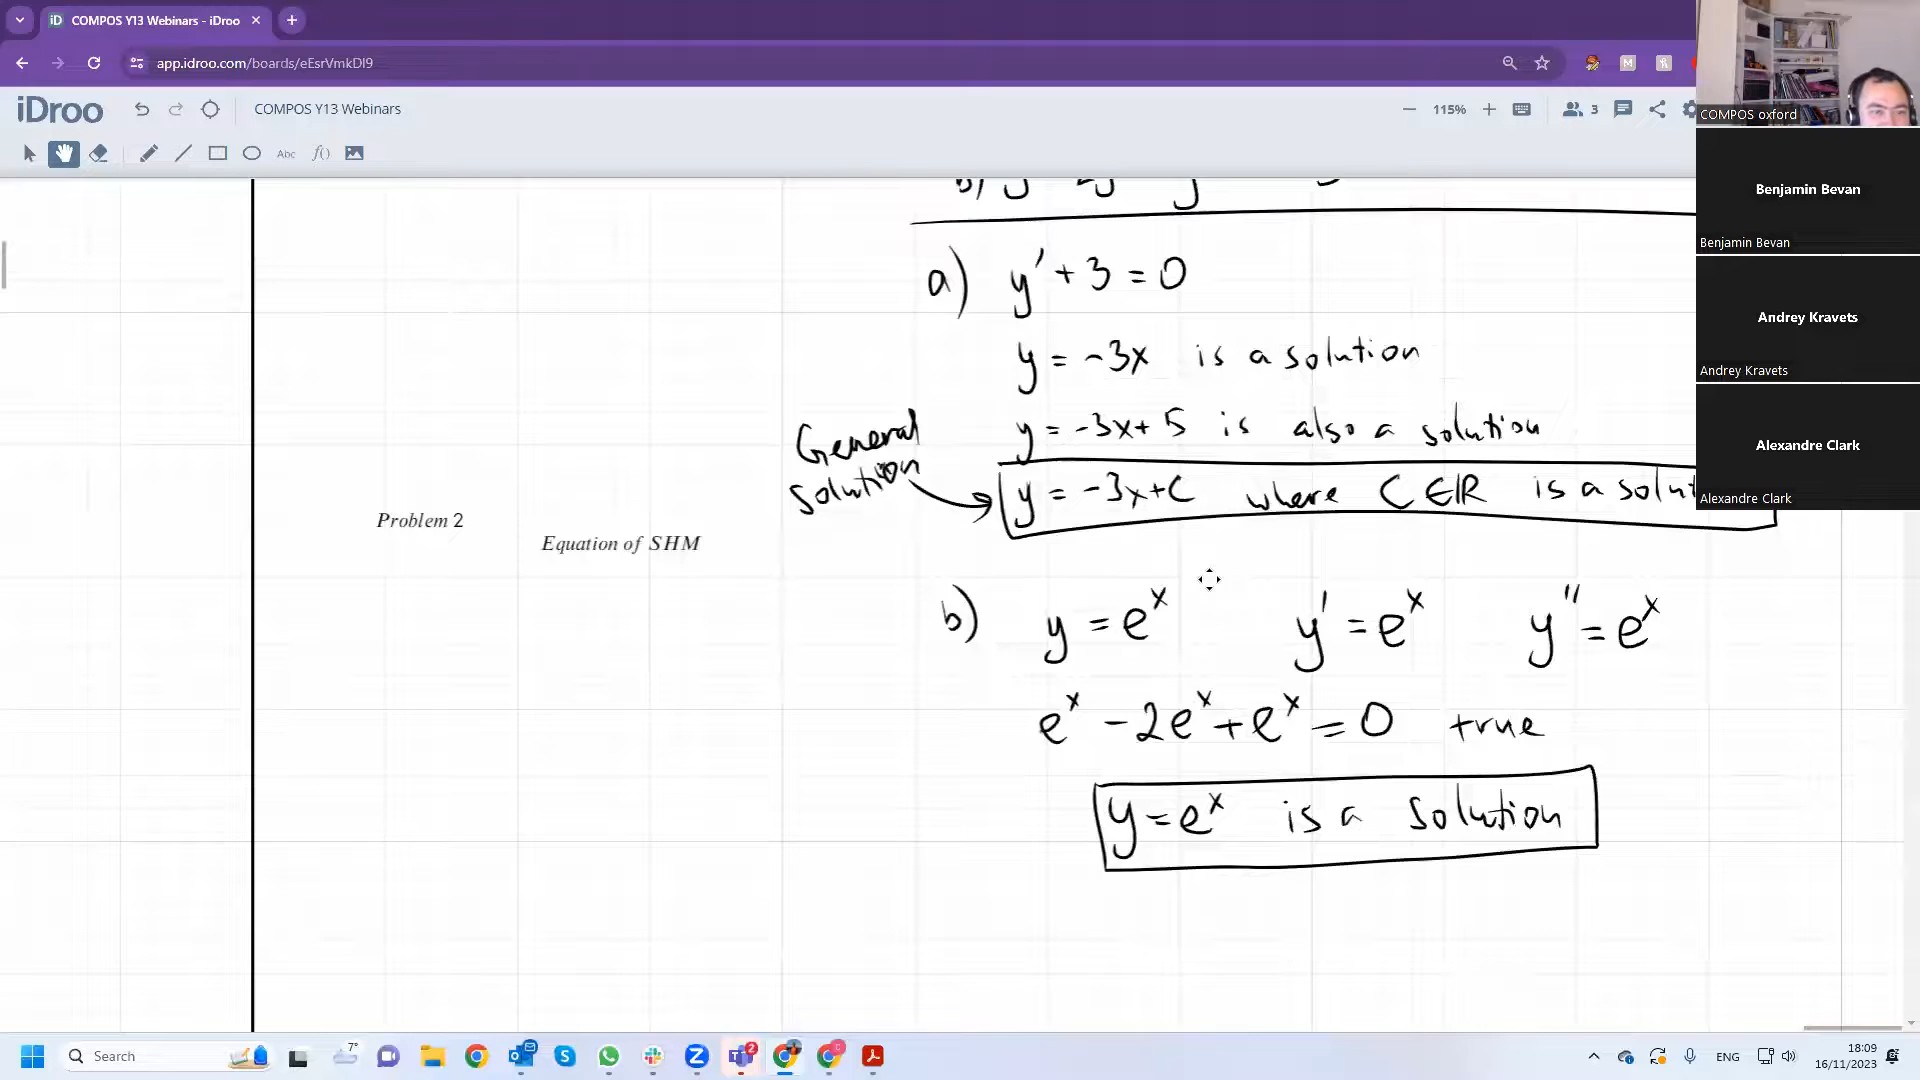 COMPOS Y13 Webinars - iDroo
app.idroo.com/boards/eEsrVmkDI9
iDroo
COMPOS Y13 Webinars
115%
3
Abc
f()
COMPOS oxford
Benjamin Bevan
Benjamin Bevan
Andrey Kravets
Andrey Kravets
Alexandre Clark
Alexandre Clark
a) y' + 3 = 0
y = -3x is a solution
y = -3x+5 is also a solution
General
solution
y = -3x+C where C ∈ ℝ is a solut
Problem 2
Equation of SHM
b) y = e^x y' = e^x y'' = e^x
e^x - 2e^x + e^x = 0 true
y = e^x is a solution
Search
7°
2
ENG
18:09
16/11/2023